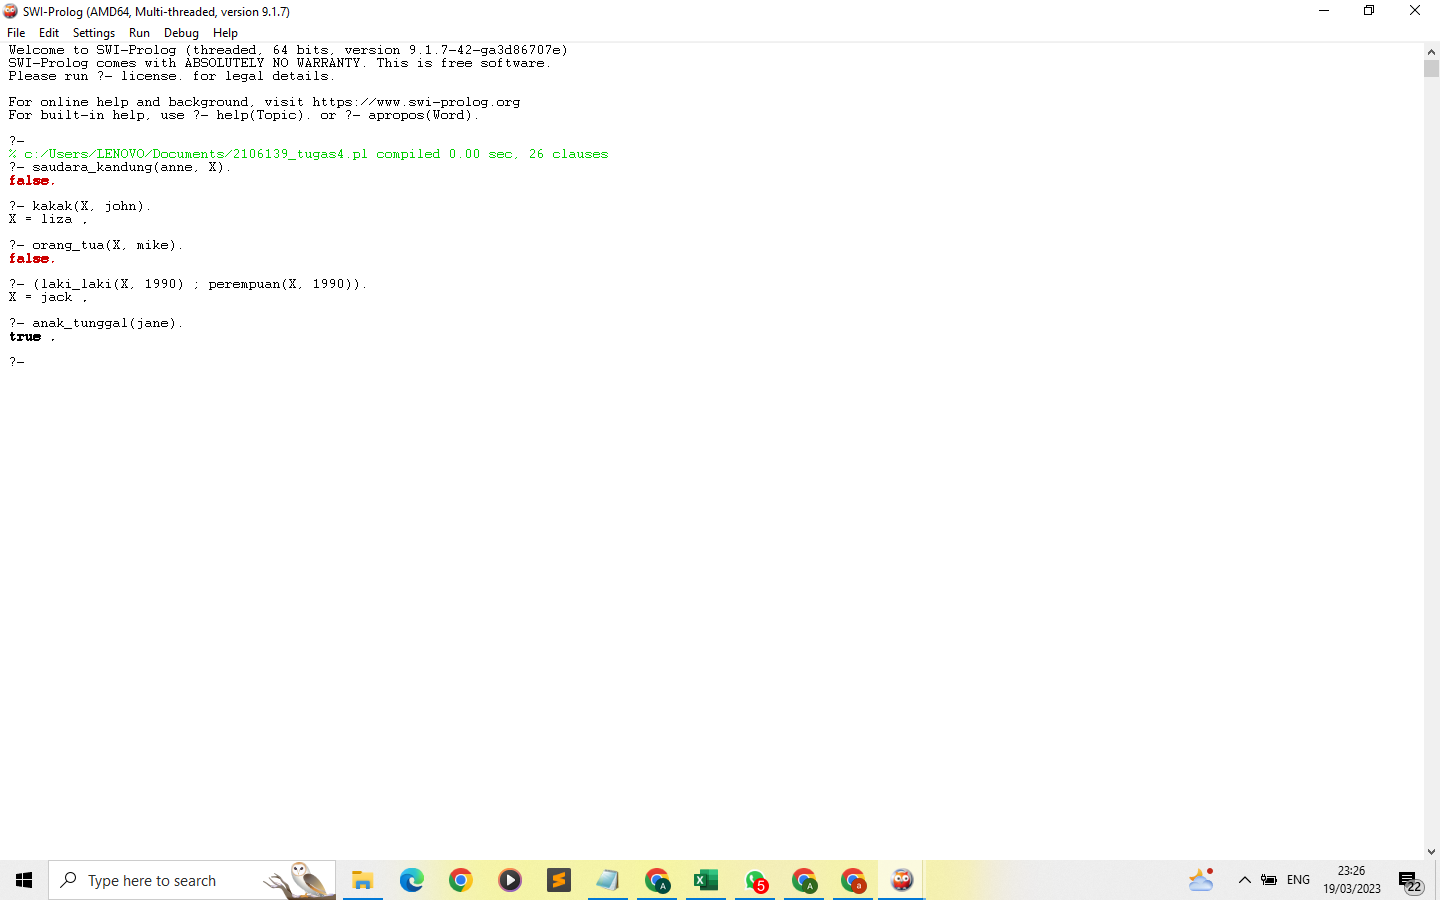 SWI-Prolog (AMD64, Multi-threaded, version 9.1.7)
File Edit Settings Run Debug Help
Welcome to SWI-Prolog (threaded, 64 bits, version 9.1.7-42-ga3d86707e)
SWI-Prolog comes with ABSOLUTELY NO WARRANTY. This is free software.
Please run ?- license. for legal details.
For online help and background, visit https://www.swi-prolog.org
For built-in help, use ?- help(Topic). or ?- apropos(Word).
?-
% c:/Users/LENOVO/Documents/2106139_tugas4.pl compiled 0.00 sec, 26 clauses
?- saudara_kandung(anne, X).
false.
?- kakak(X, john).
X = liza .
?- orang_tua(X, mike).
false.
?- (laki_laki(X, 1990) ; perempuan(X, 1990)).
X = jack .
?- anak_tunggal(jane).
true .
?-
Type here to search
A
5
A
a
ENG
23:26
19/03/2023
22